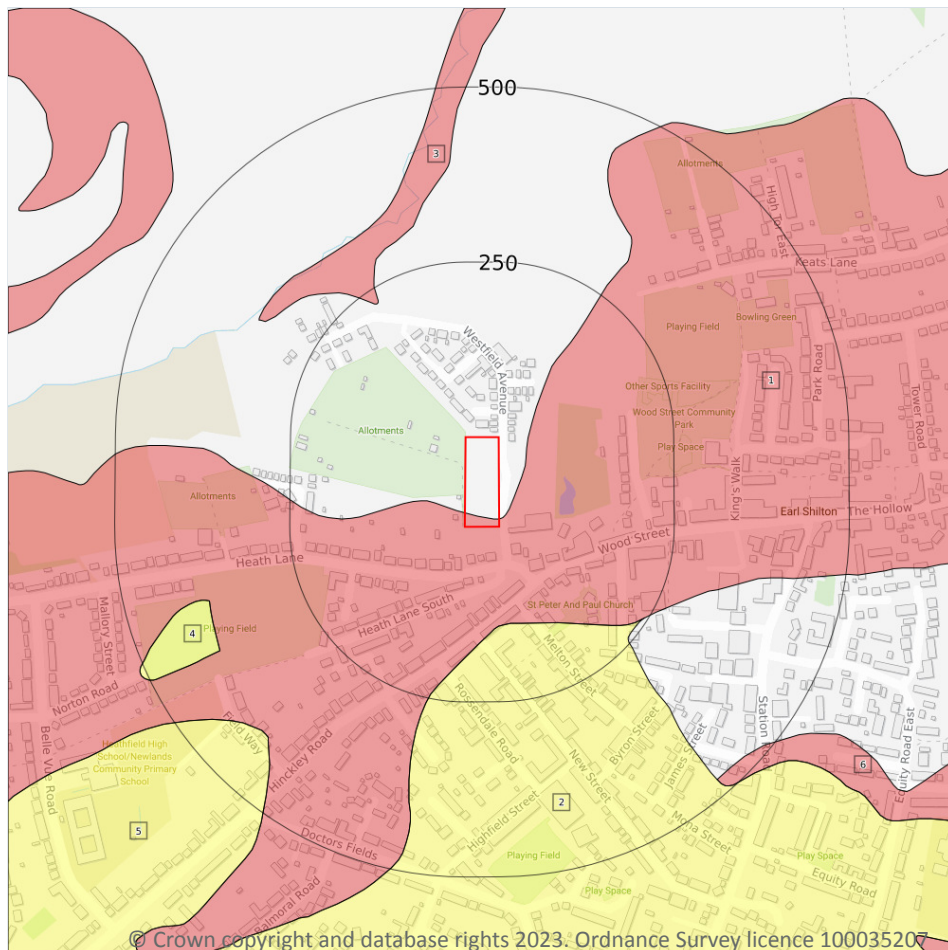 500
3
Allotments
High Tor East
Keats Lane
250
Playing Field
Bowling Green
Westfield Avenue
Other Sports Facility
1
Park Road
Tower Road
Wood Street Community
Park
Allotments
Play Space
King's Walk
Allotments
Earl Shilton
The Hollow
Wood Street
Heath Lane
Mallory Street
Heath Lane South
St Peter And Paul Church
4
Playing Field
Melton Street
Norton Road
Rossendale Road
Byron Street
Station Road
Equity Road East
Field Way
Hinckley Road
Belle Vue Road
Heathfield High
School/Newlands
Community Primary
School
New Street
James Street
6
2
Highfield Street
5
Mona Street
Doctors Fields
Playing Field
Play Space
Equity Road
Balmoral Road
Play Space
© Crown copyright and database rights 2023. Ordnance Survey licence 100035207